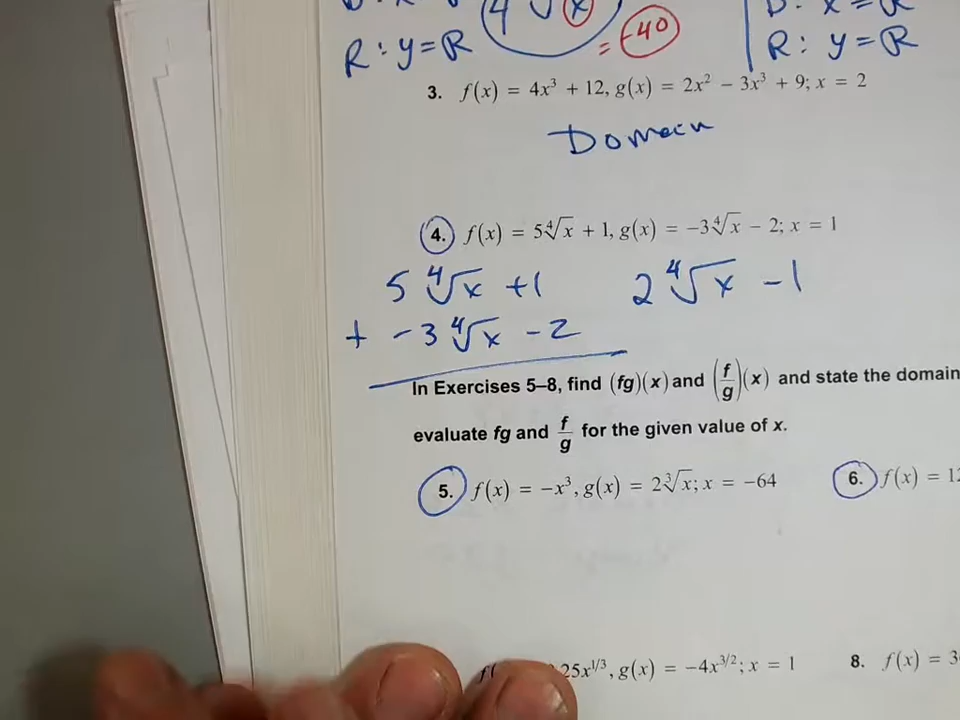 4 √x
= -40
R: y = ℝ
R: y = ℝ
3. f(x) = 4x³ + 12, g(x) = 2x² − 3x³ + 9; x = 2
Domain
4. f(x) = 5∜x + 1, g(x) = −3∜x − 2; x = 1
5 ∜x +1
2 ∜x −1
+ −3 ∜x −2
In Exercises 5–8, find (fg)(x) and (f/g)(x) and state the domain
evaluate fg and f/g for the given value of x.
5. f(x) = −x³, g(x) = 2∛x; x = −64
6. f(x) = 12
25x^1/3, g(x) = −4x^3/2; x = 1
8. f(x) = 3